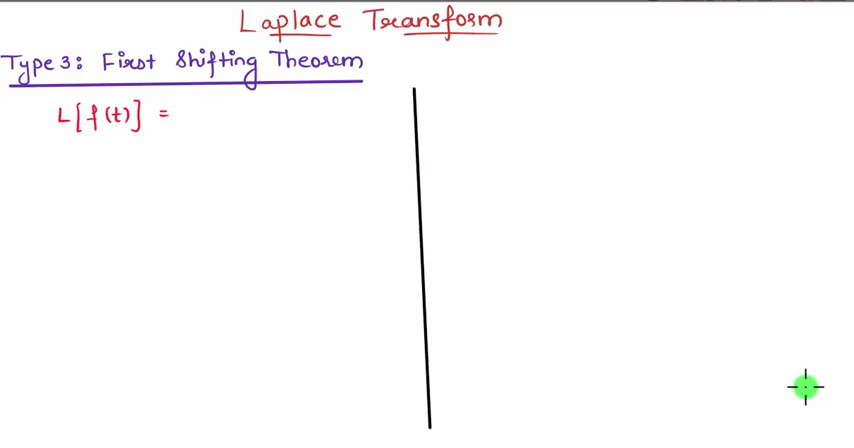 Laplace Transform
Type 3: First Shifting Theorem
L[f(t)] =